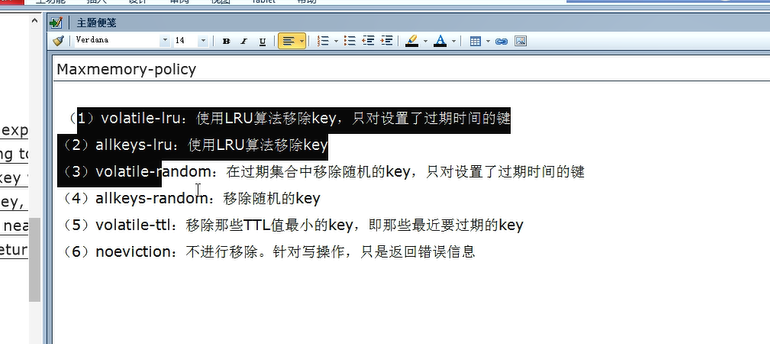 主题便笺
Verdana 14 B I U
Maxmemory-policy
（1）volatile-lru：使用LRU算法移除key，只对设置了过期时间的键
（2）allkeys-lru：使用LRU算法移除key
（3）volatile-random：在过期集合中移除随机的key，只对设置了过期时间的键
（4）allkeys-random：移除随机的key
（5）volatile-ttl：移除那些TTL值最小的key，即那些最近要过期的key
（6）noeviction：不进行移除。针对写操作，只是返回错误信息
exp
ng to
key
ey,
nea
etur